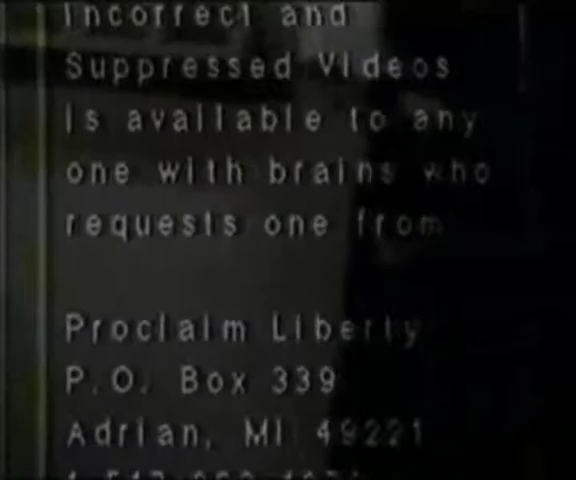 Incorrect and
Suppressed Videos
is available to any
one with brains who
requests one from
Proclaim Liberty
P.O. Box 339
Adrian, MI 49221